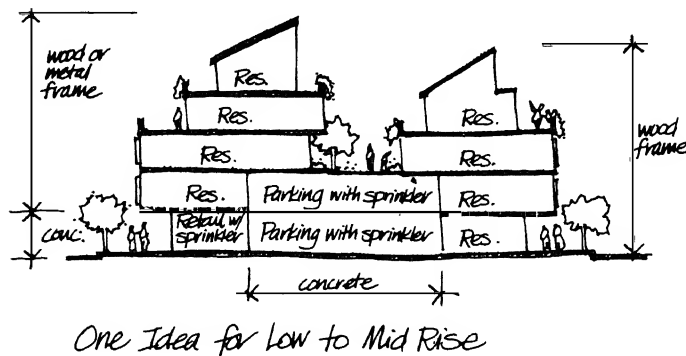 wood or
metal
frame
Res.
Res.
Res.
Res.
Res.
wood
frame
Res.
Res.
Parking with sprinkler
Res.
conc.
Retail w/
sprinkler
Parking with sprinkler
Res.
concrete
One Idea for Low to Mid Rise